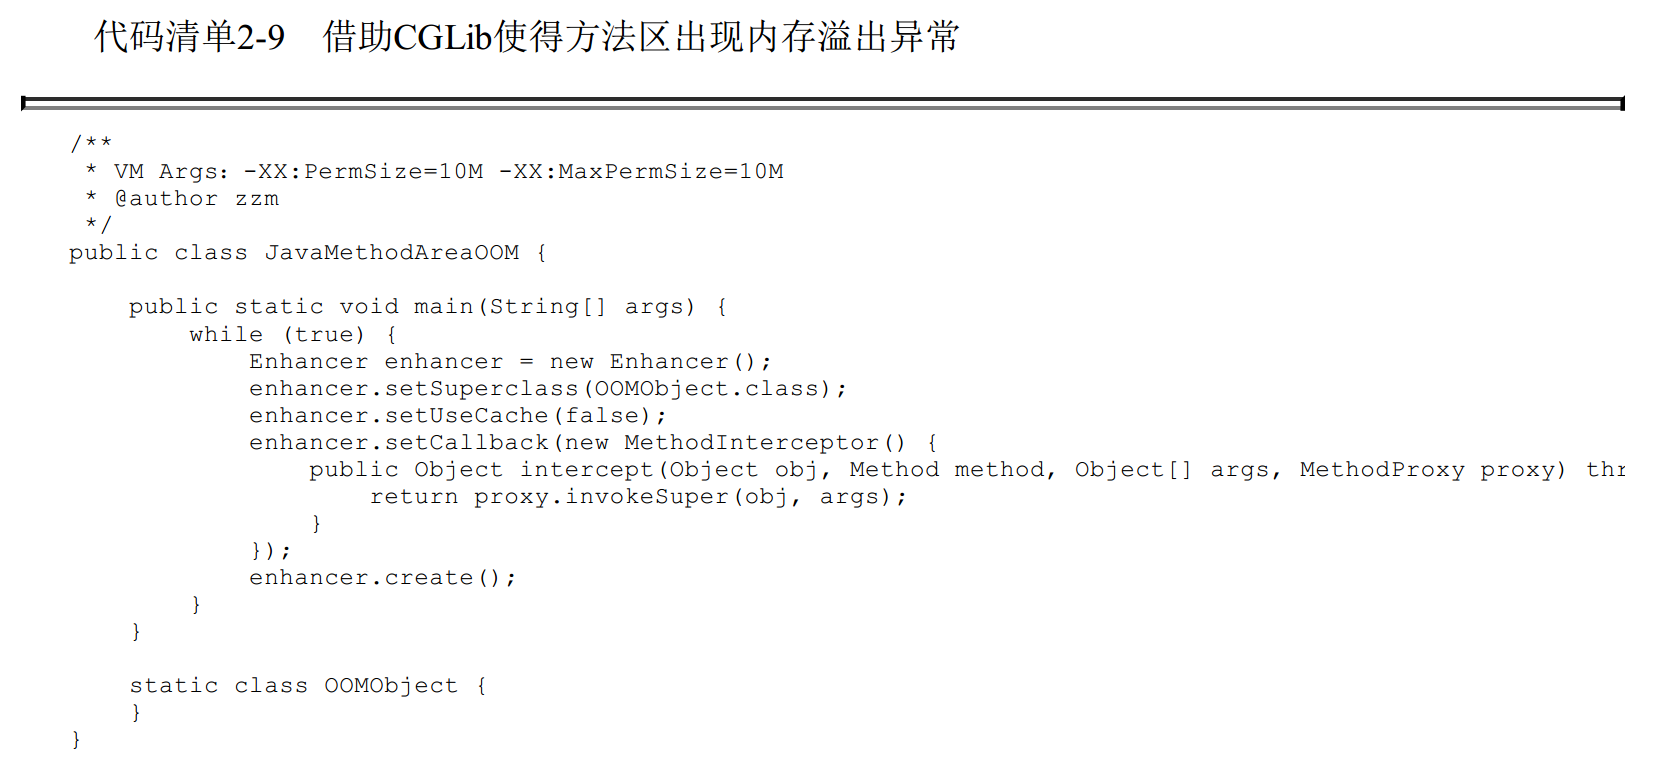 代码清单2-9 借助CGLib使得方法区出现内存溢出异常
/**
 * VM Args: -XX:PermSize=10M -XX:MaxPermSize=10M
 * @author zzm
 */
public class JavaMethodAreaOOM {
    public static void main(String[] args) {
        while (true) {
            Enhancer enhancer = new Enhancer();
            enhancer.setSuperclass(OOMObject.class);
            enhancer.setUseCache(false);
            enhancer.setCallback(new MethodInterceptor() {
                public Object intercept(Object obj, Method method, Object[] args, MethodProxy proxy) thr
                    return proxy.invokeSuper(obj, args);
                }
            });
            enhancer.create();
        }
    }
    static class OOMObject {
    }
}